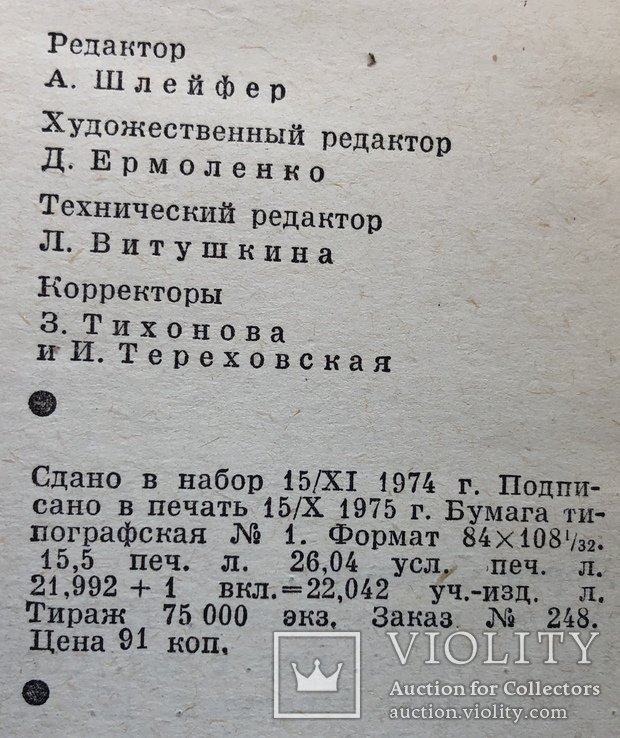 Редактор
А. Шлейфер
Художественный редактор
Д. Ермоленко
Технический редактор
Л. Витушкина
Корректоры
З. Тихонова
и И. Тереховская
Сдано в набор 15/XI 1974 г. Подпи-
сано в печать 15/X 1975 г. Бумага ти-
пографская № 1. Формат 84×108 1/32.
15,5 печ. л. 26,04 усл. печ. л.
21,992 + 1 вкл.=22,042 уч.-изд. л.
Тираж 75 000 экз. Заказ № 248.
Цена 91 коп.
VIOLITY
Auction for Collectors
auction.violity.com